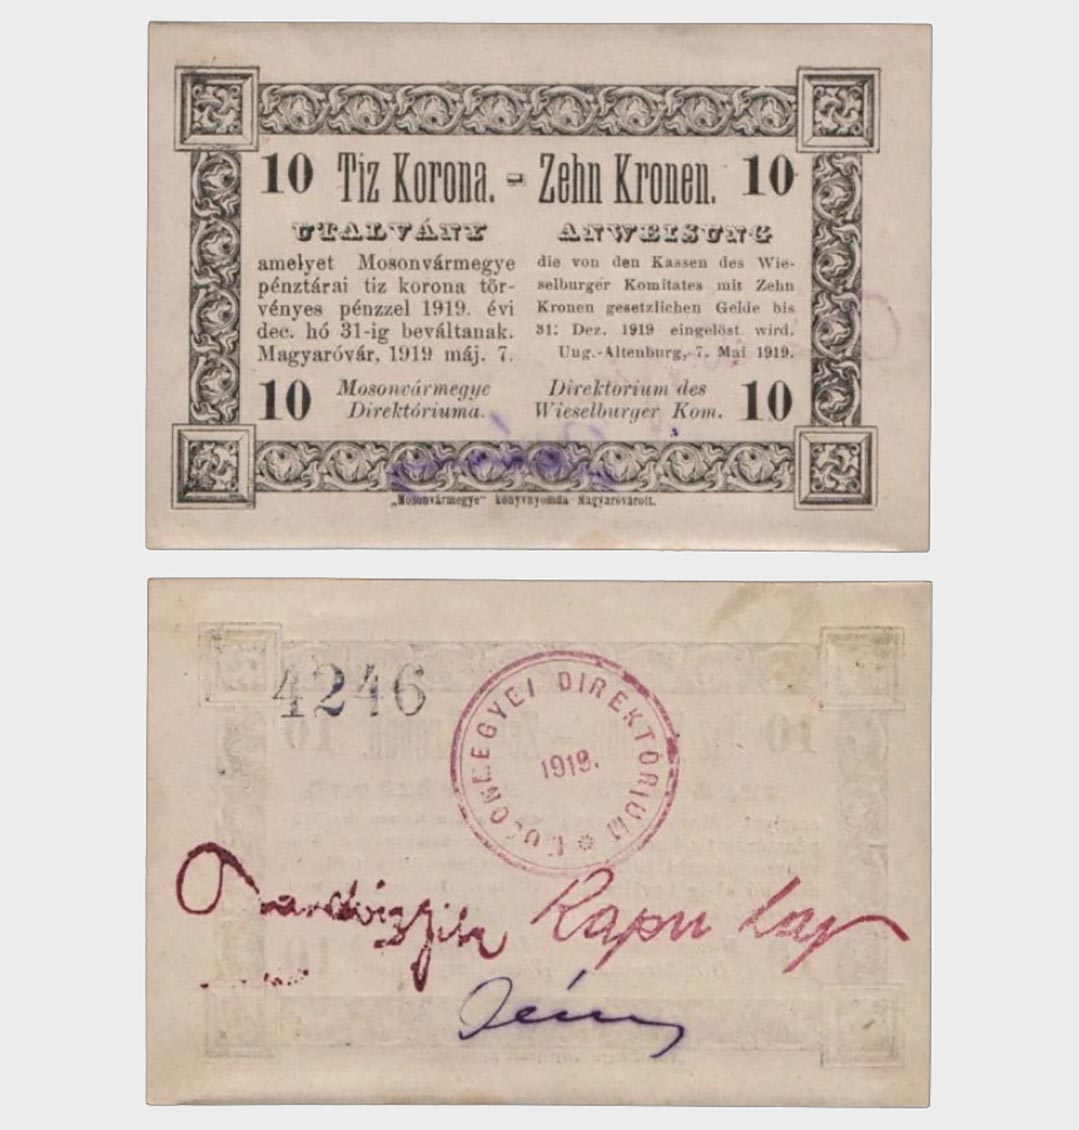 10 Tiz Korona. - Zehn Kronen. 10
UTALVÁNY
amelyet Mosonvármegye
pénztárai tiz korona tör-
vényes pénzzel 1919. évi
dec. hó 31-ig beváltanak.
Magyaróvár, 1919 máj. 7.
10 Mosonvármegye
Direktóriuma.
ANWEISUNG
die von den Kassen des Wie-
selburger Komitates mit Zehn
Kronen gesetzlichen Gelde bis
31. Dez. 1919 eingelöst wird.
Ung.-Altenburg, 7. Mai 1919.
Direktorium des
Wieselburger Kom. 10
„Mosonvármegye" könyvnyomda Magyaróvárott.
4246
MOSONMEGYEI DIREKTÓRIUM *
1919.